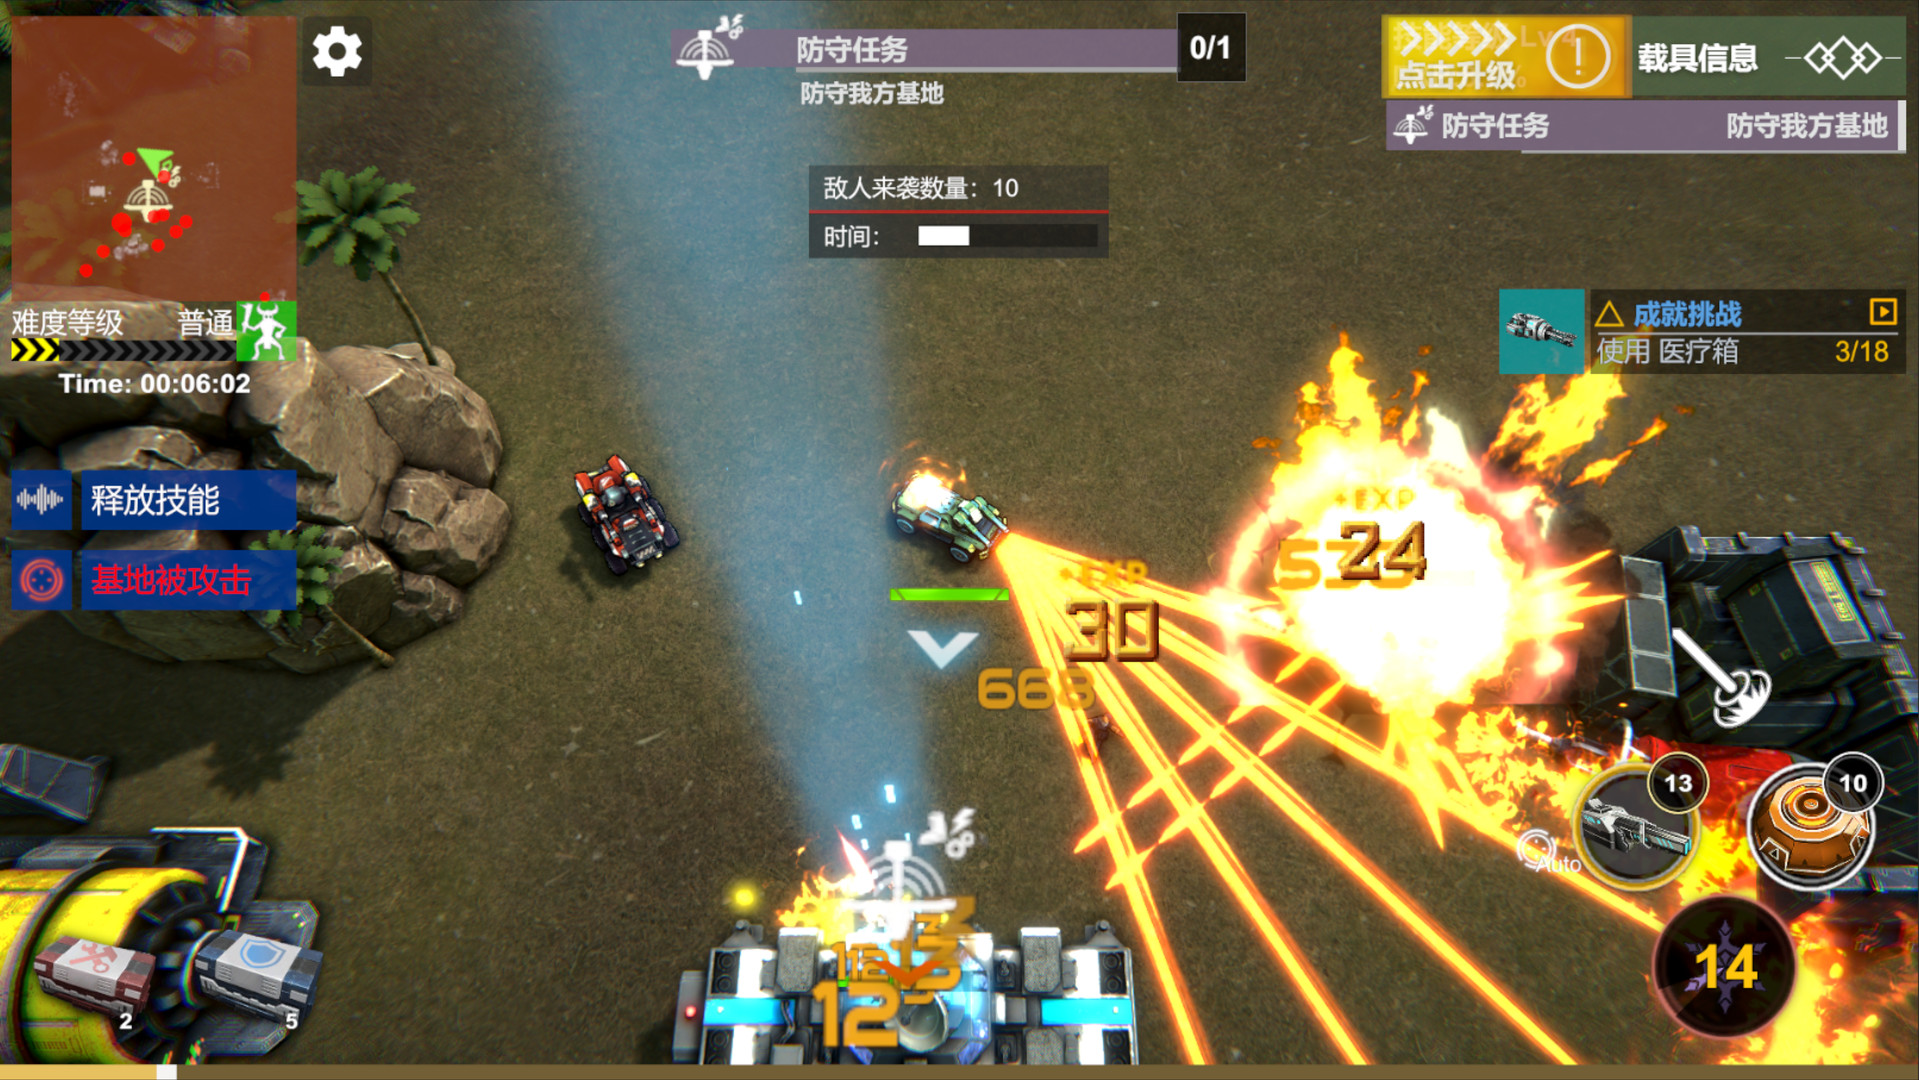 防守任务
0/1
防守我方基地
点击升级
载具信息
防守任务 防守我方基地
敌人来袭数量：10
时间：
难度等级 普通
Time: 00:06:02
成就挑战
使用 医疗箱 3/18
释放技能
基地被攻击
+EXP
24
+EXP
30
668
13
10
Auto
14
12
2
5